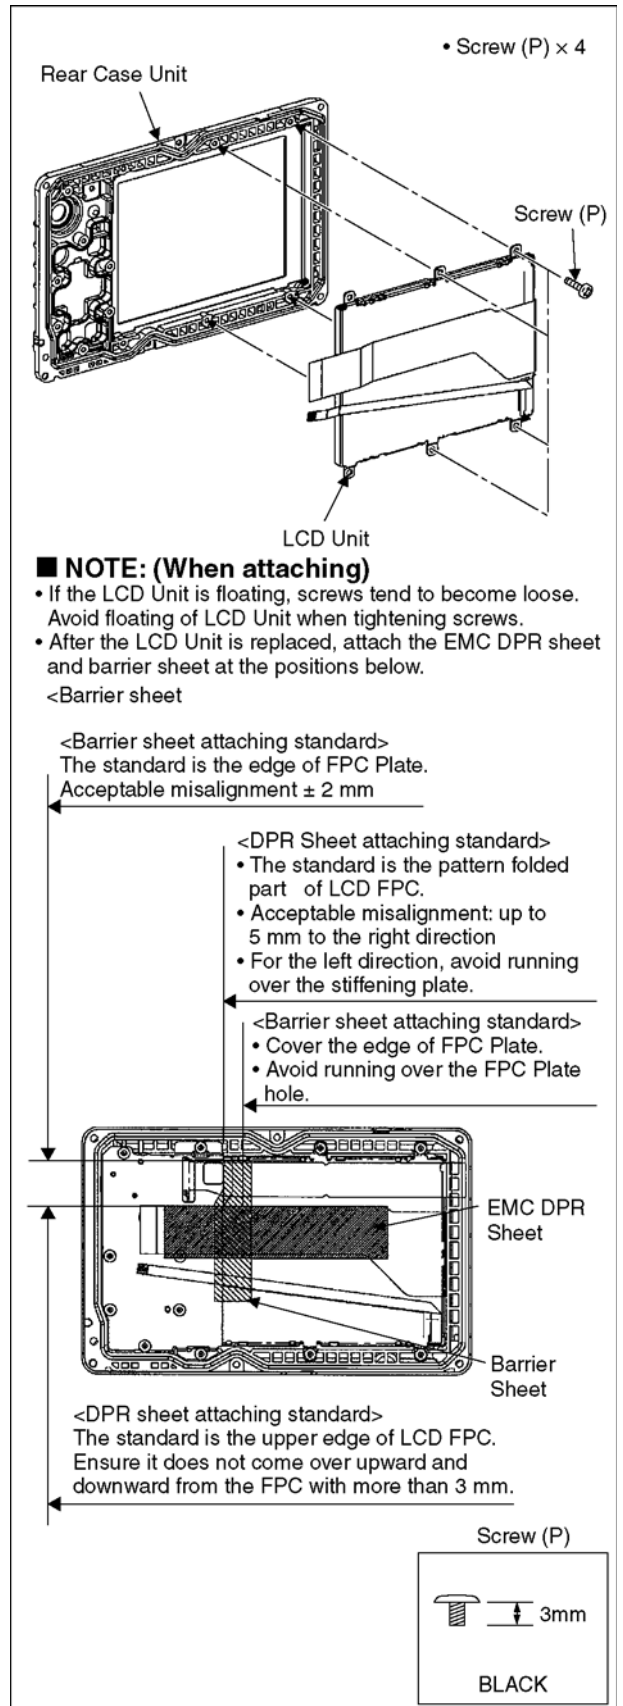 • Screw (P) × 4
Rear Case Unit
Screw (P)
LCD Unit
■ NOTE: (When attaching)
• If the LCD Unit is floating, screws tend to become loose.
Avoid floating of LCD Unit when tightening screws.
• After the LCD Unit is replaced, attach the EMC DPR sheet
and barrier sheet at the positions below.
<Barrier sheet
<Barrier sheet attaching standard>
The standard is the edge of FPC Plate.
Acceptable misalignment ± 2 mm
<DPR Sheet attaching standard>
• The standard is the pattern folded
part of LCD FPC.
• Acceptable misalignment: up to
5 mm to the right direction
• For the left direction, avoid running
over the stiffening plate.
<Barrier sheet attaching standard>
• Cover the edge of FPC Plate.
• Avoid running over the FPC Plate
hole.
EMC DPR
Sheet
Barrier
Sheet
<DPR sheet attaching standard>
The standard is the upper edge of LCD FPC.
Ensure it does not come over upward and
downward from the FPC with more than 3 mm.
Screw (P)
3mm
BLACK